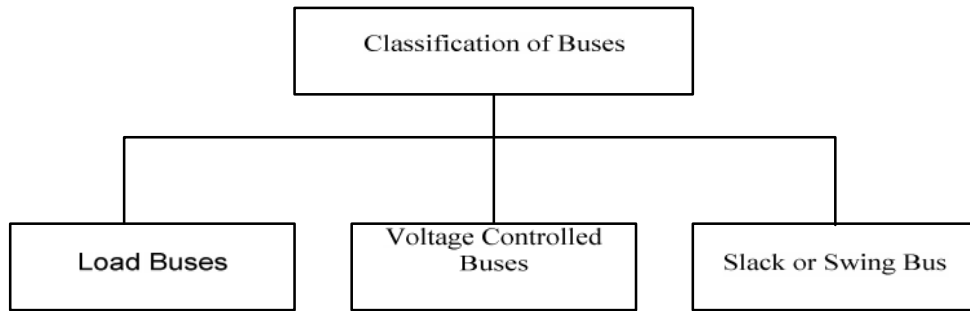 Classification of Buses
Load Buses
Voltage Controlled
Buses
Slack or Swing Bus